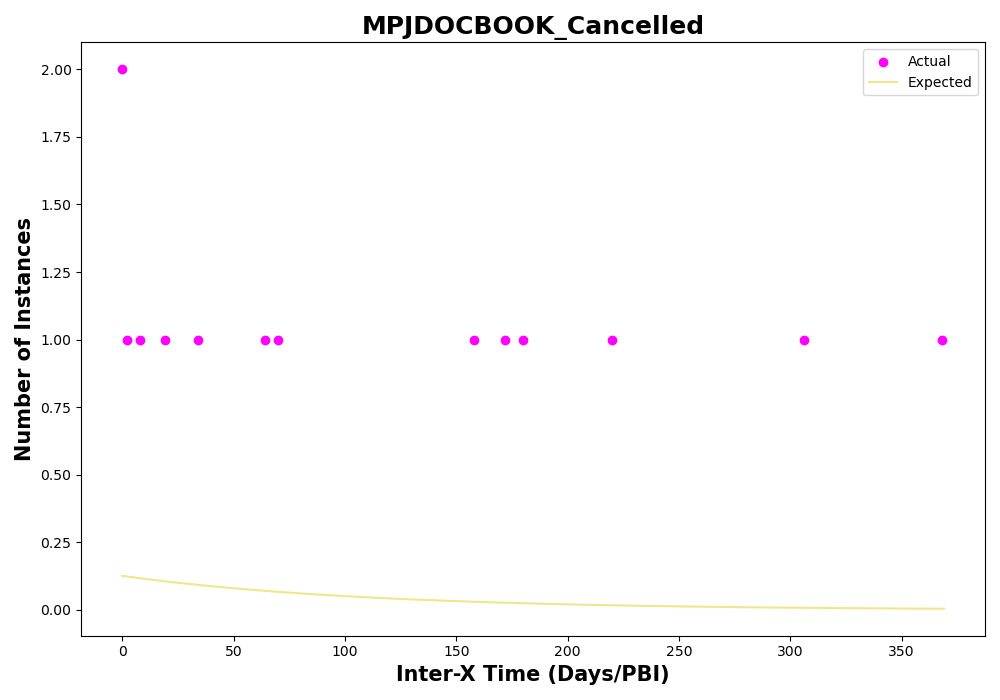 MPJDOCBOOK_Cancelled
Actual
Expected
2.00
1.75
1.50
1.25
1.00
0.75
0.50
0.25
0.00
Number of Instances
0 50 100 150 200 250 300 350
Inter-X Time (Days/PBI)